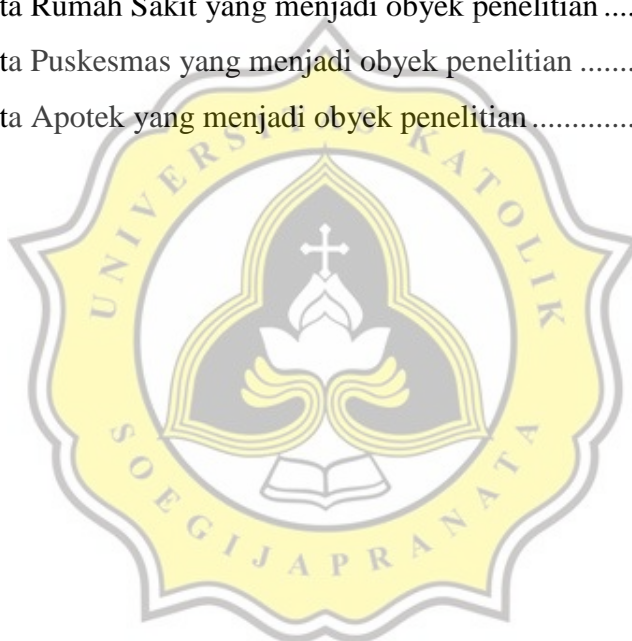 ta Rumah Sakit yang menjadi obyek penelitian ....
ta Puskesmas yang menjadi obyek penelitian .......
ta Apotek yang menjadi obyek penelitian .............
UNIVERSITAS KATOLIK
SOEGIJAPRANATA